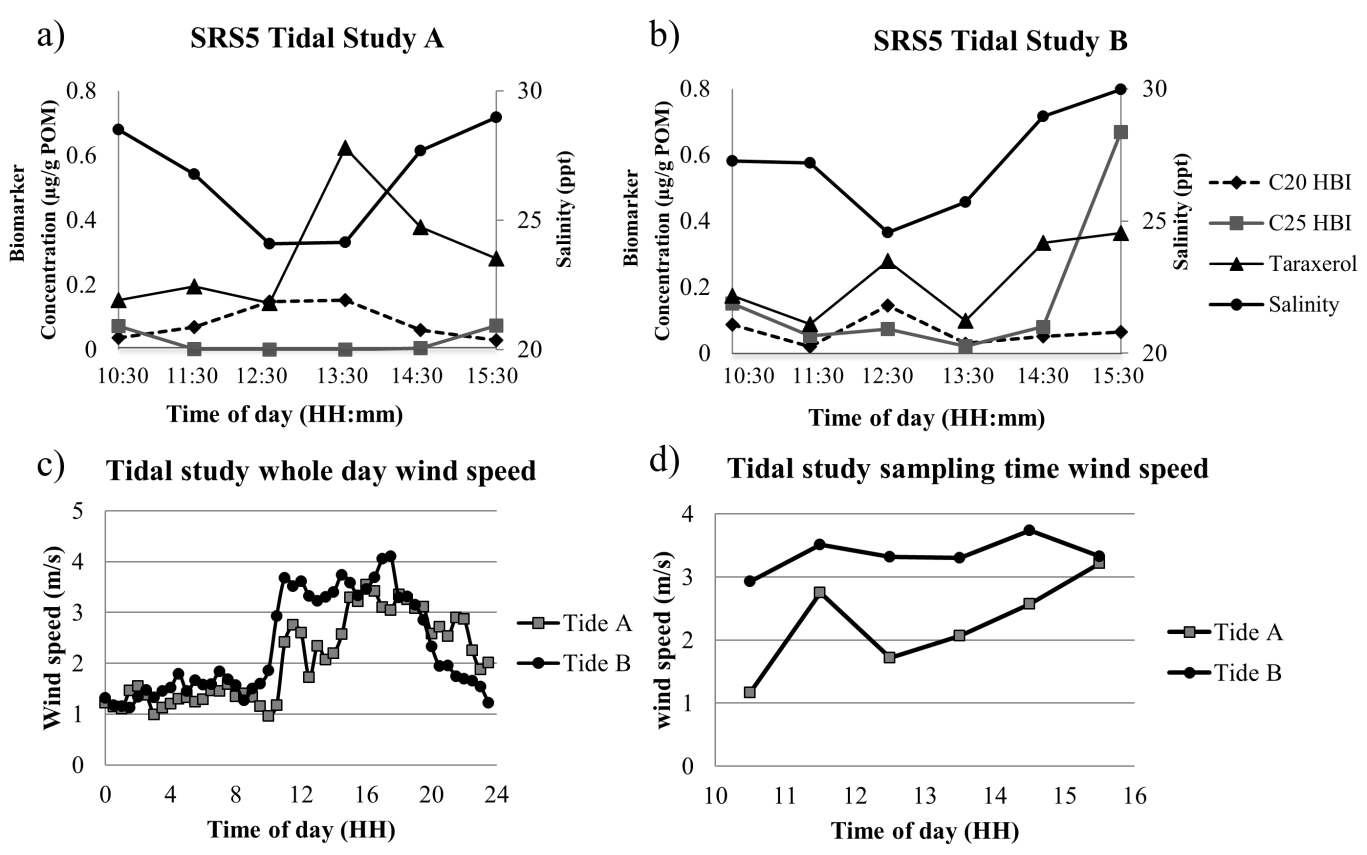 a)
SRS5 Tidal Study A
Biomarker
Concentration (µg/g POM)
0.8
0.6
0.4
0.2
0
30
25
20
Salinity (ppt)
10:30 11:30 12:30 13:30 14:30 15:30
Time of day (HH:mm)
b)
SRS5 Tidal Study B
Biomarker
Concentration (µg/g POM)
0.8
0.6
0.4
0.2
0
30
25
20
Salinity (ppt)
10:30 11:30 12:30 13:30 14:30 15:30
Time of day (HH:mm)
C20 HBI
C25 HBI
Taraxerol
Salinity
c)
Tidal study whole day wind speed
Wind speed (m/s)
5
4
3
2
1
0
0 4 8 12 16 20 24
Time of day (HH)
Tide A
Tide B
d)
Tidal study sampling time wind speed
wind speed (m/s)
4
3
2
1
0
10 11 12 13 14 15 16
Time of day (HH)
Tide A
Tide B